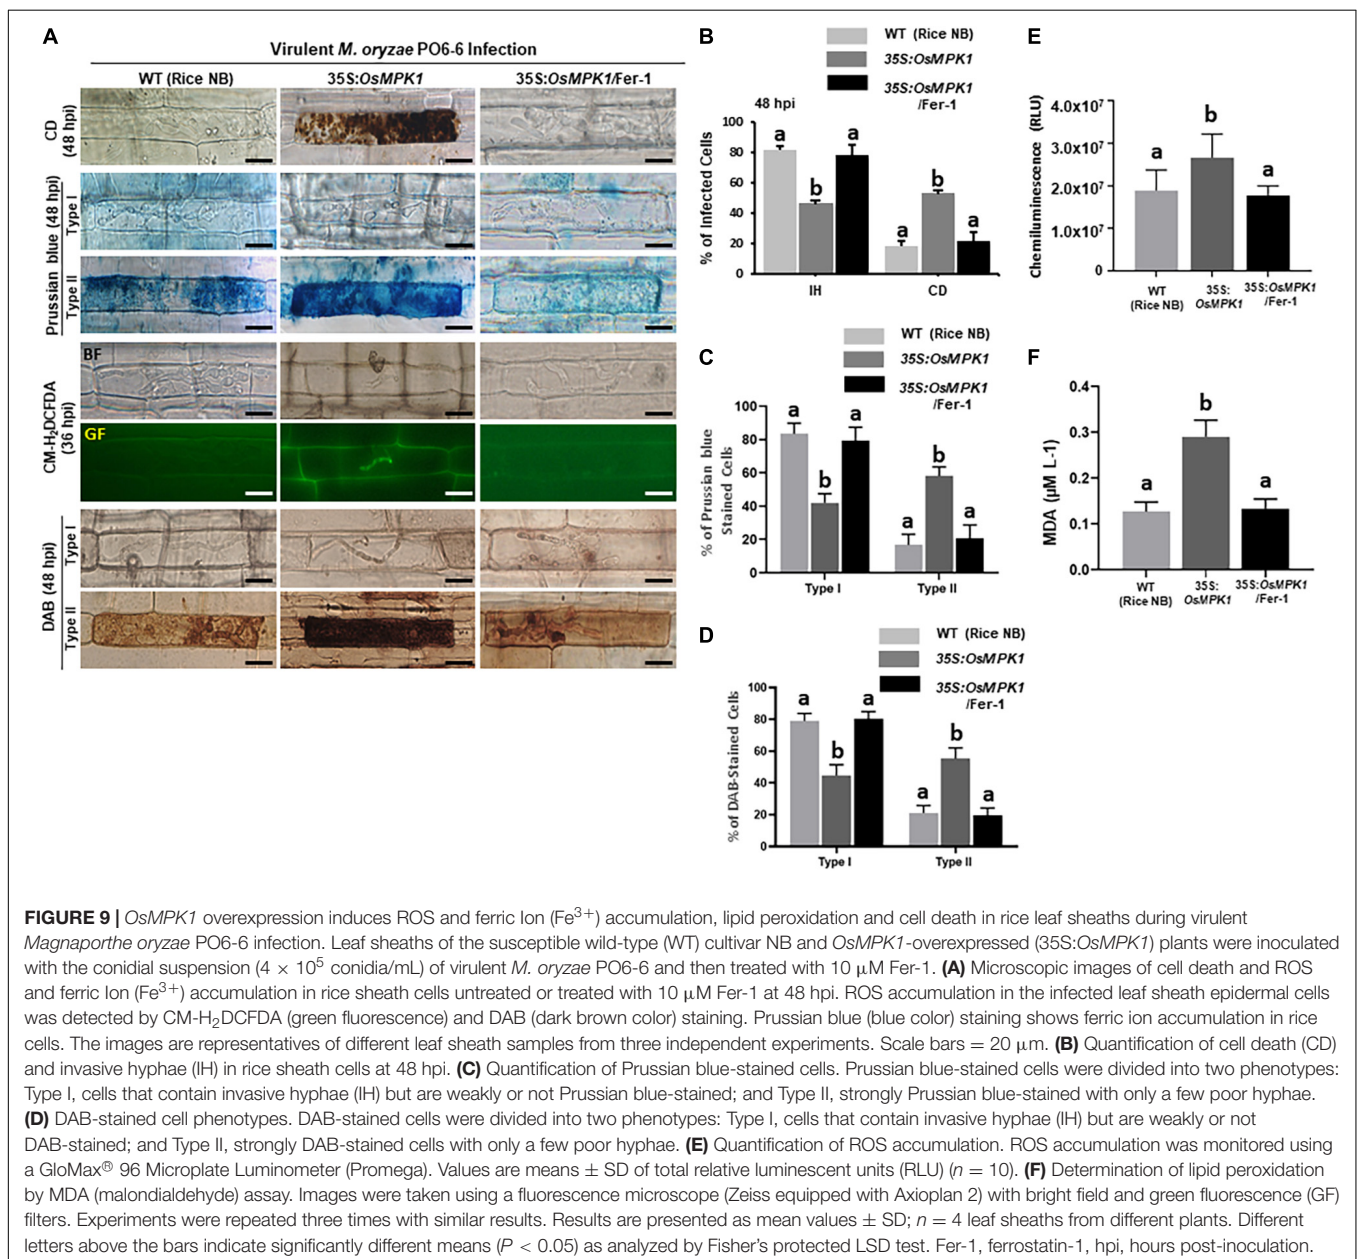 A
Virulent M. oryzae PO6-6 Infection
WT (Rice NB)
35S:OsMPK1
35S:OsMPK1/Fer-1
CD
(48 hpi)
Prussian blue (48 hpi)
Type I
Type II
CM-H₂DCFDA
(36 hpi)
BF
GF
DAB (48 hpi)
Type I
Type II
B
WT (Rice NB)
35S:OsMPK1
35S:OsMPK1
/Fer-1
48 hpi
% of Infected Cells
100
80
60
40
20
0
a
b
a
a
b
a
IH
CD
C
WT (Rice NB)
35S:OsMPK1
35S:OsMPK1
/Fer-1
% of Prussian blue
Stained Cells
100
80
60
40
20
0
a
b
a
a
b
a
Type I
Type II
D
WT (Rice NB)
35S:OsMPK1
35S:OsMPK1
/Fer-1
% of DAB-Stained Cells
100
80
60
40
20
0
a
b
a
a
b
a
Type I
Type II
E
Chemiluminescence (RLU)
4.0x10⁷
3.0x10⁷
2.0x10⁷
1.0x10⁷
0
a
b
a
WT
(Rice NB)
35S:
OsMPK1
35S:OsMPK1
/Fer-1
F
MDA (µM L-1)
0.4
0.3
0.2
0.1
0.0
a
b
a
WT
(Rice NB)
35S:
OsMPK1
35S:OsMPK1
/Fer-1
FIGURE 9 | OsMPK1 overexpression induces ROS and ferric Ion (Fe³⁺) accumulation, lipid peroxidation and cell death in rice leaf sheaths during virulent
Magnaporthe oryzae PO6-6 infection. Leaf sheaths of the susceptible wild-type (WT) cultivar NB and OsMPK1-overexpressed (35S:OsMPK1) plants were inoculated
with the conidial suspension (4 × 10⁵ conidia/mL) of virulent M. oryzae PO6-6 and then treated with 10 µM Fer-1. (A) Microscopic images of cell death and ROS
and ferric Ion (Fe³⁺) accumulation in rice sheath cells untreated or treated with 10 µM Fer-1 at 48 hpi. ROS accumulation in the infected leaf sheath epidermal cells
was detected by CM-H₂DCFDA (green fluorescence) and DAB (dark brown color) staining. Prussian blue (blue color) staining shows ferric ion accumulation in rice
cells. The images are representatives of different leaf sheath samples from three independent experiments. Scale bars = 20 µm. (B) Quantification of cell death (CD)
and invasive hyphae (IH) in rice sheath cells at 48 hpi. (C) Quantification of Prussian blue-stained cells. Prussian blue-stained cells were divided into two phenotypes:
Type I, cells that contain invasive hyphae (IH) but are weakly or not Prussian blue-stained; and Type II, strongly Prussian blue-stained with only a few poor hyphae.
(D) DAB-stained cell phenotypes. DAB-stained cells were divided into two phenotypes: Type I, cells that contain invasive hyphae (IH) but are weakly or not
DAB-stained; and Type II, strongly DAB-stained cells with only a few poor hyphae. (E) Quantification of ROS accumulation. ROS accumulation was monitored using
a GloMax® 96 Microplate Luminometer (Promega). Values are means ± SD of total relative luminescent units (RLU) (n = 10). (F) Determination of lipid peroxidation
by MDA (malondialdehyde) assay. Images were taken using a fluorescence microscope (Zeiss equipped with Axioplan 2) with bright field and green fluorescence (GF)
filters. Experiments were repeated three times with similar results. Results are presented as mean values ± SD; n = 4 leaf sheaths from different plants. Different
letters above the bars indicate significantly different means (P < 0.05) as analyzed by Fisher's protected LSD test. Fer-1, ferrostatin-1, hpi, hours post-inoculation.